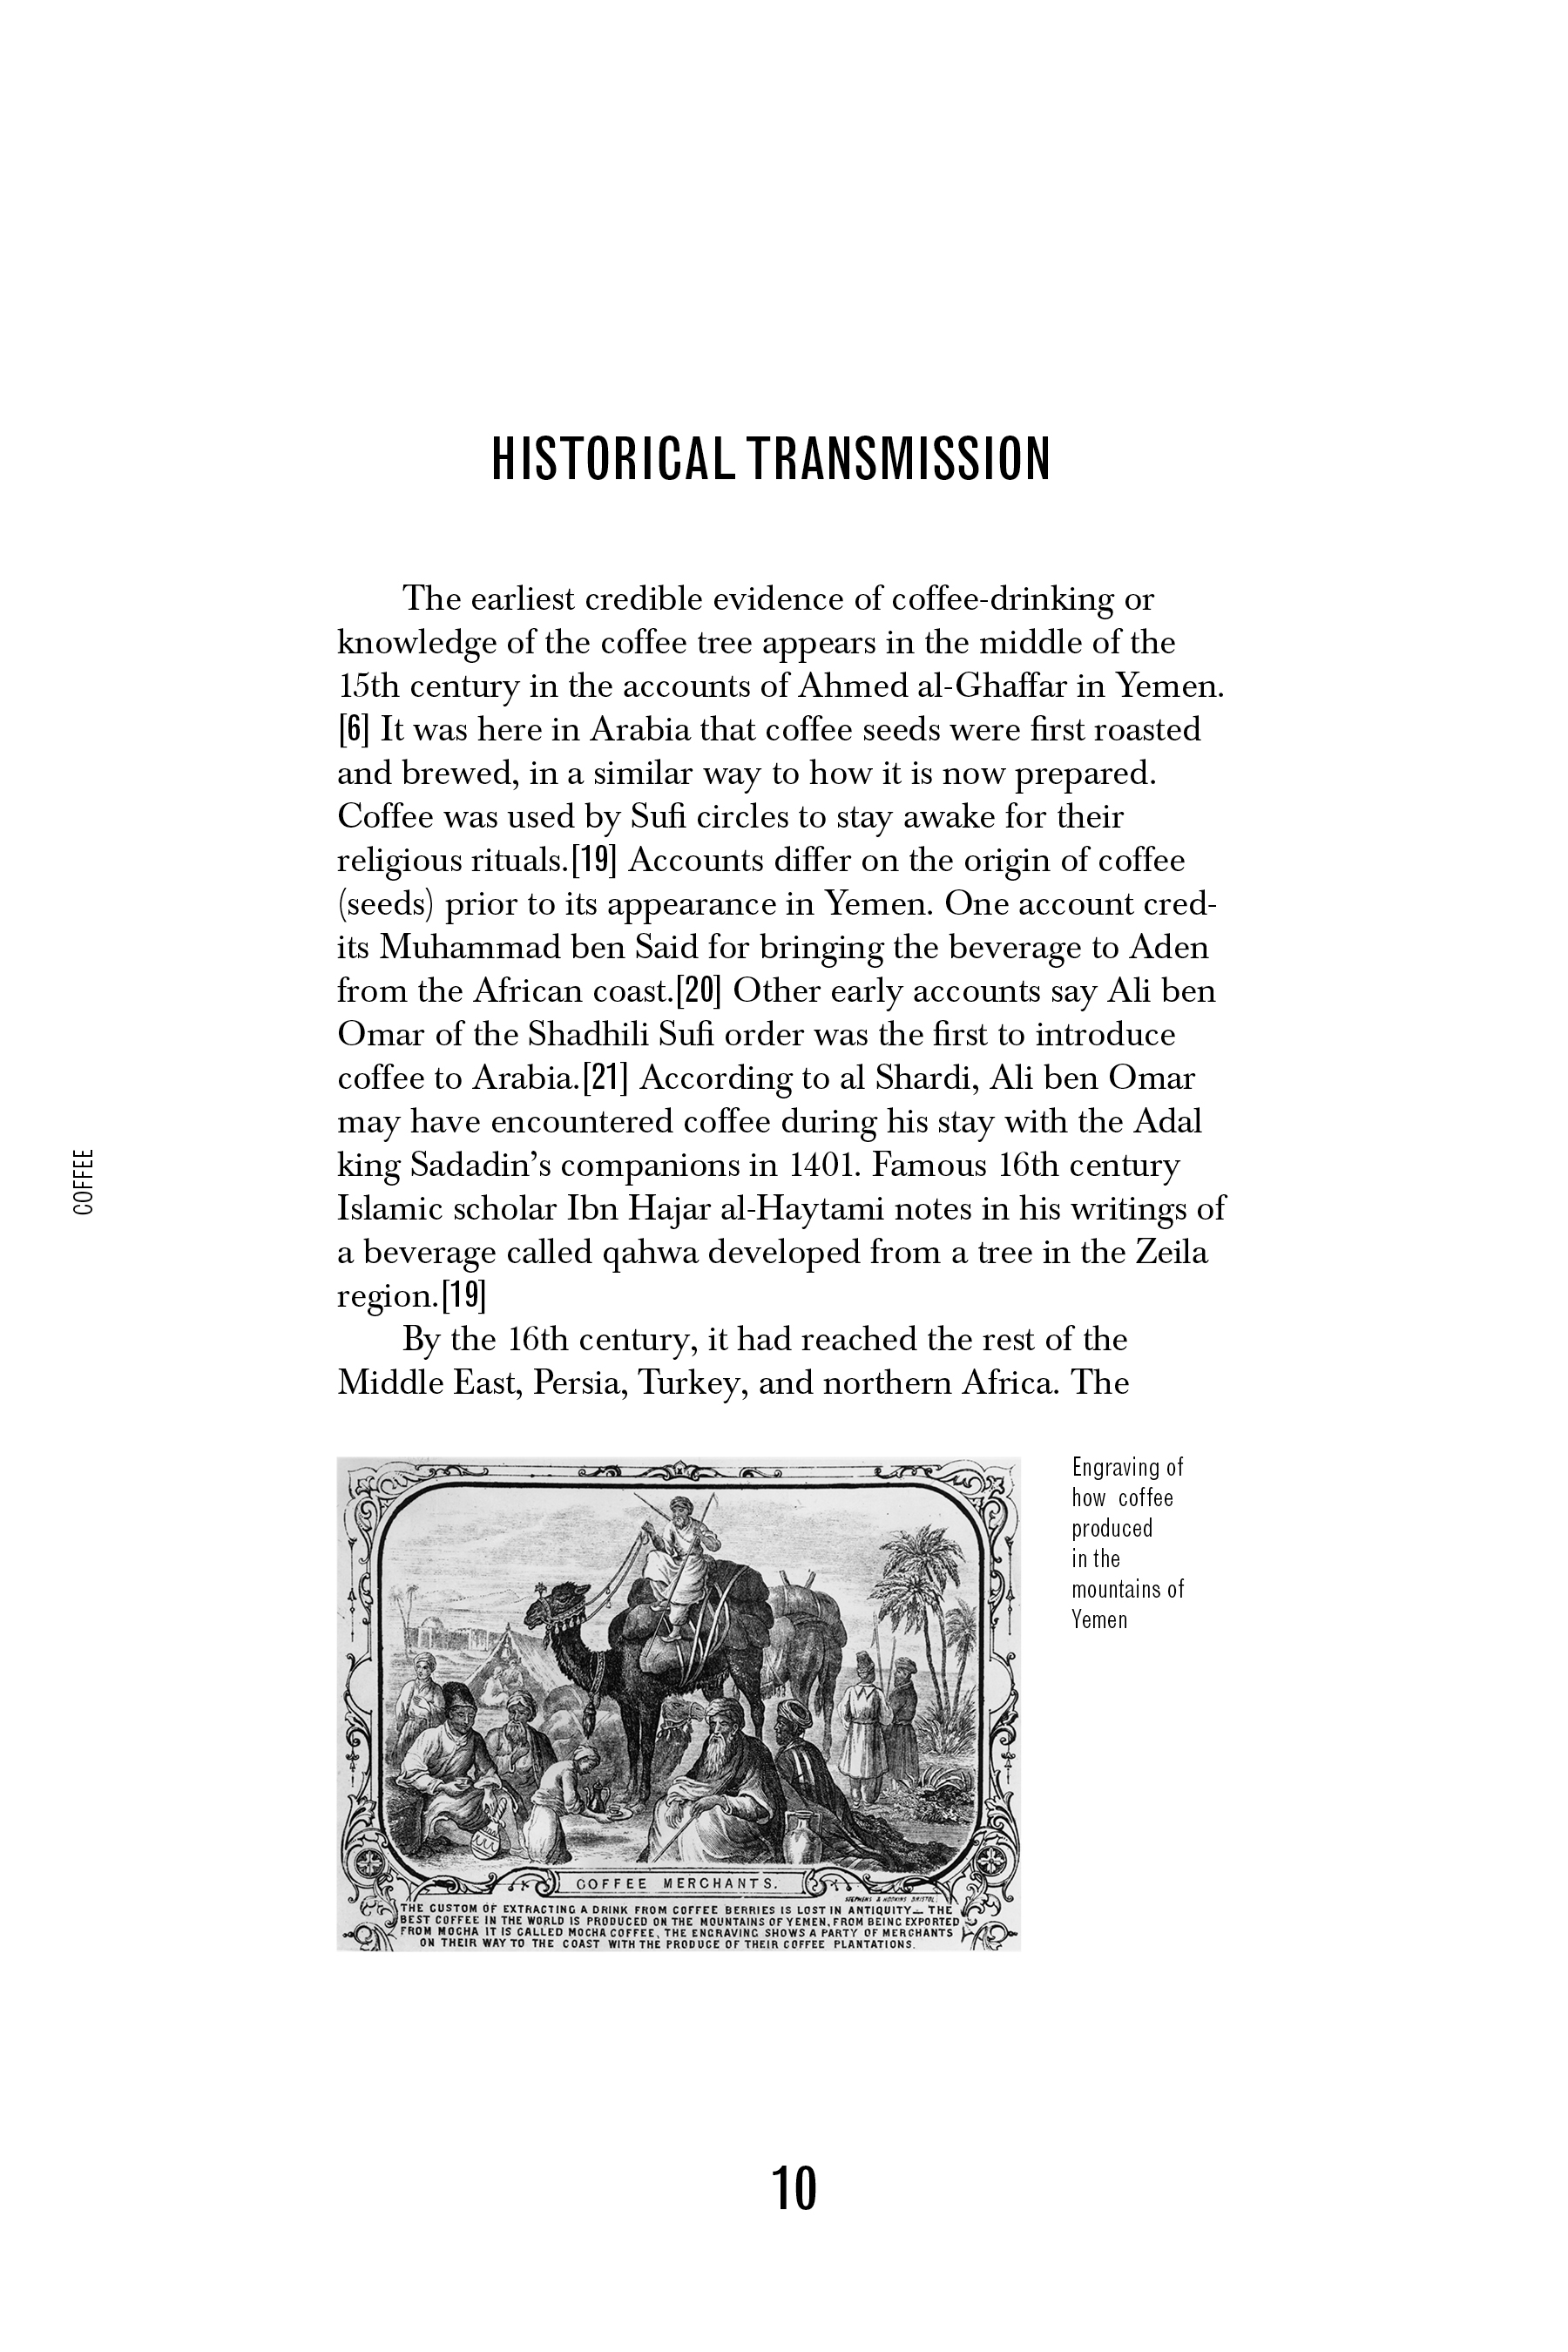 HISTORICAL TRANSMISSION
The earliest credible evidence of coffee-drinking or
knowledge of the coffee tree appears in the middle of the
15th century in the accounts of Ahmed al-Ghaffar in Yemen.
[6] It was here in Arabia that coffee seeds were first roasted
and brewed, in a similar way to how it is now prepared.
Coffee was used by Sufi circles to stay awake for their
religious rituals.[19] Accounts differ on the origin of coffee
(seeds) prior to its appearance in Yemen. One account cred-
its Muhammad ben Said for bringing the beverage to Aden
from the African coast.[20] Other early accounts say Ali ben
Omar of the Shadhili Sufi order was the first to introduce
coffee to Arabia.[21] According to al Shardi, Ali ben Omar
may have encountered coffee during his stay with the Adal
king Sadadin’s companions in 1401. Famous 16th century
Islamic scholar Ibn Hajar al-Haytami notes in his writings of
a beverage called qahwa developed from a tree in the Zeila
region.[19]
By the 16th century, it had reached the rest of the
Middle East, Persia, Turkey, and northern Africa. The
COFFEE
Engraving of
how coffee
produced
in the
mountains of
Yemen
COFFEE MERCHANTS.
STEPHENS & HOOKINS BRISTOL.
THE CUSTOM OF EXTRACTING A DRINK FROM COFFEE BERRIES IS LOST IN ANTIQUITY_ THE
BEST COFFEE IN THE WORLD IS PRODUCED ON THE MOUNTAINS OF YEMEN, FROM BEING EXPORTED
FROM MOCHA IT IS CALLED MOCHA COFFEE, THE ENGRAVING SHOWS A PARTY OF MERCHANTS
ON THEIR WAY TO THE COAST WITH THE PRODUCE OF THEIR COFFEE PLANTATIONS.
10